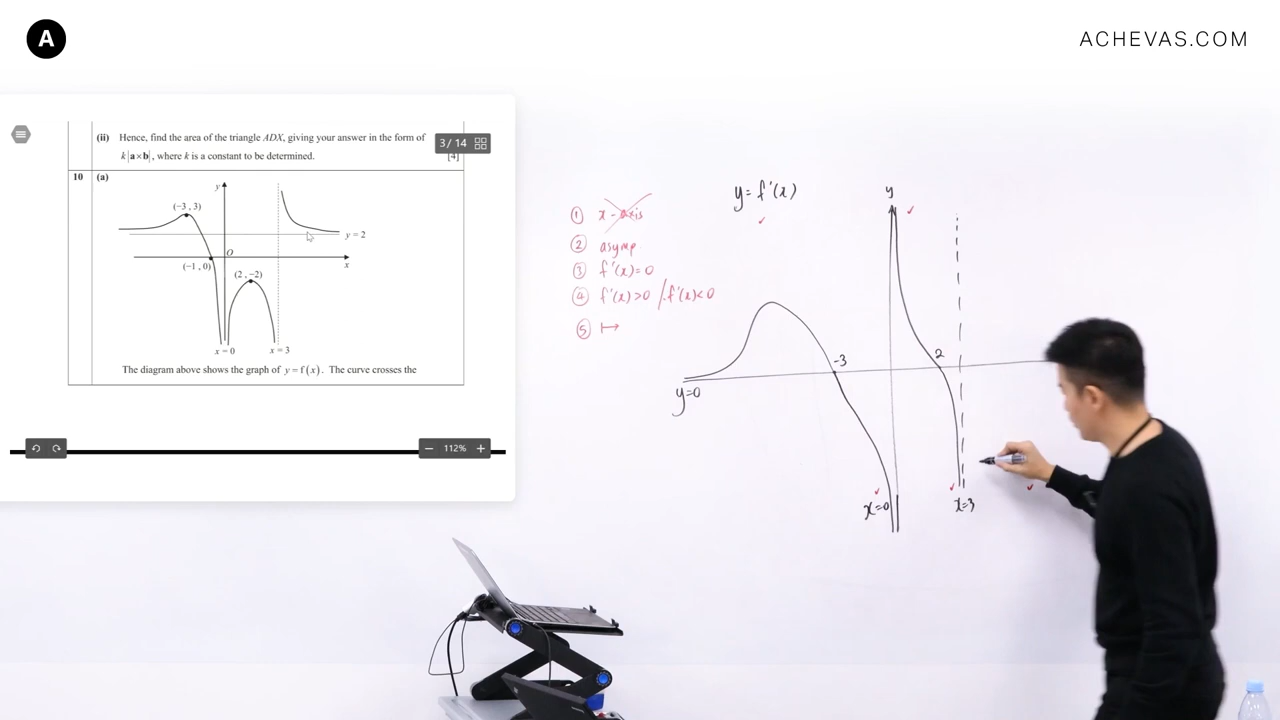 A
ACHEVAS.COM
(ii) Hence, find the area of the triangle ADX, giving your answer in the form of
k|a×b|, where k is a constant to be determined.
[4]
3 / 14
10 (a)
y
(−3 , 3)
y = 2
O
x
(−1 , 0)
(2 , −2)
x = 0
x = 3
The diagram above shows the graph of y = f(x). The curve crosses the
112%
y = f'(x)
① x - axis
② asymp
③ f'(x) = 0
④ f'(x) > 0 / f'(x) < 0
⑤ ↦
y
-3
2
y=0
x=0
x=3